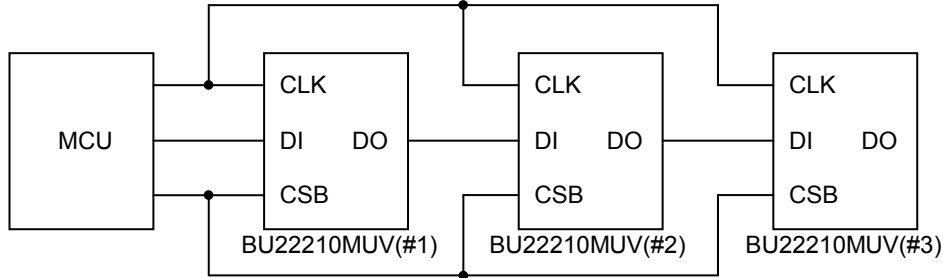 CLK CLK CLK
MCU DI DO DI DO DI DO
CSB CSB CSB
BU22210MUV(#1) BU22210MUV(#2) BU22210MUV(#3)